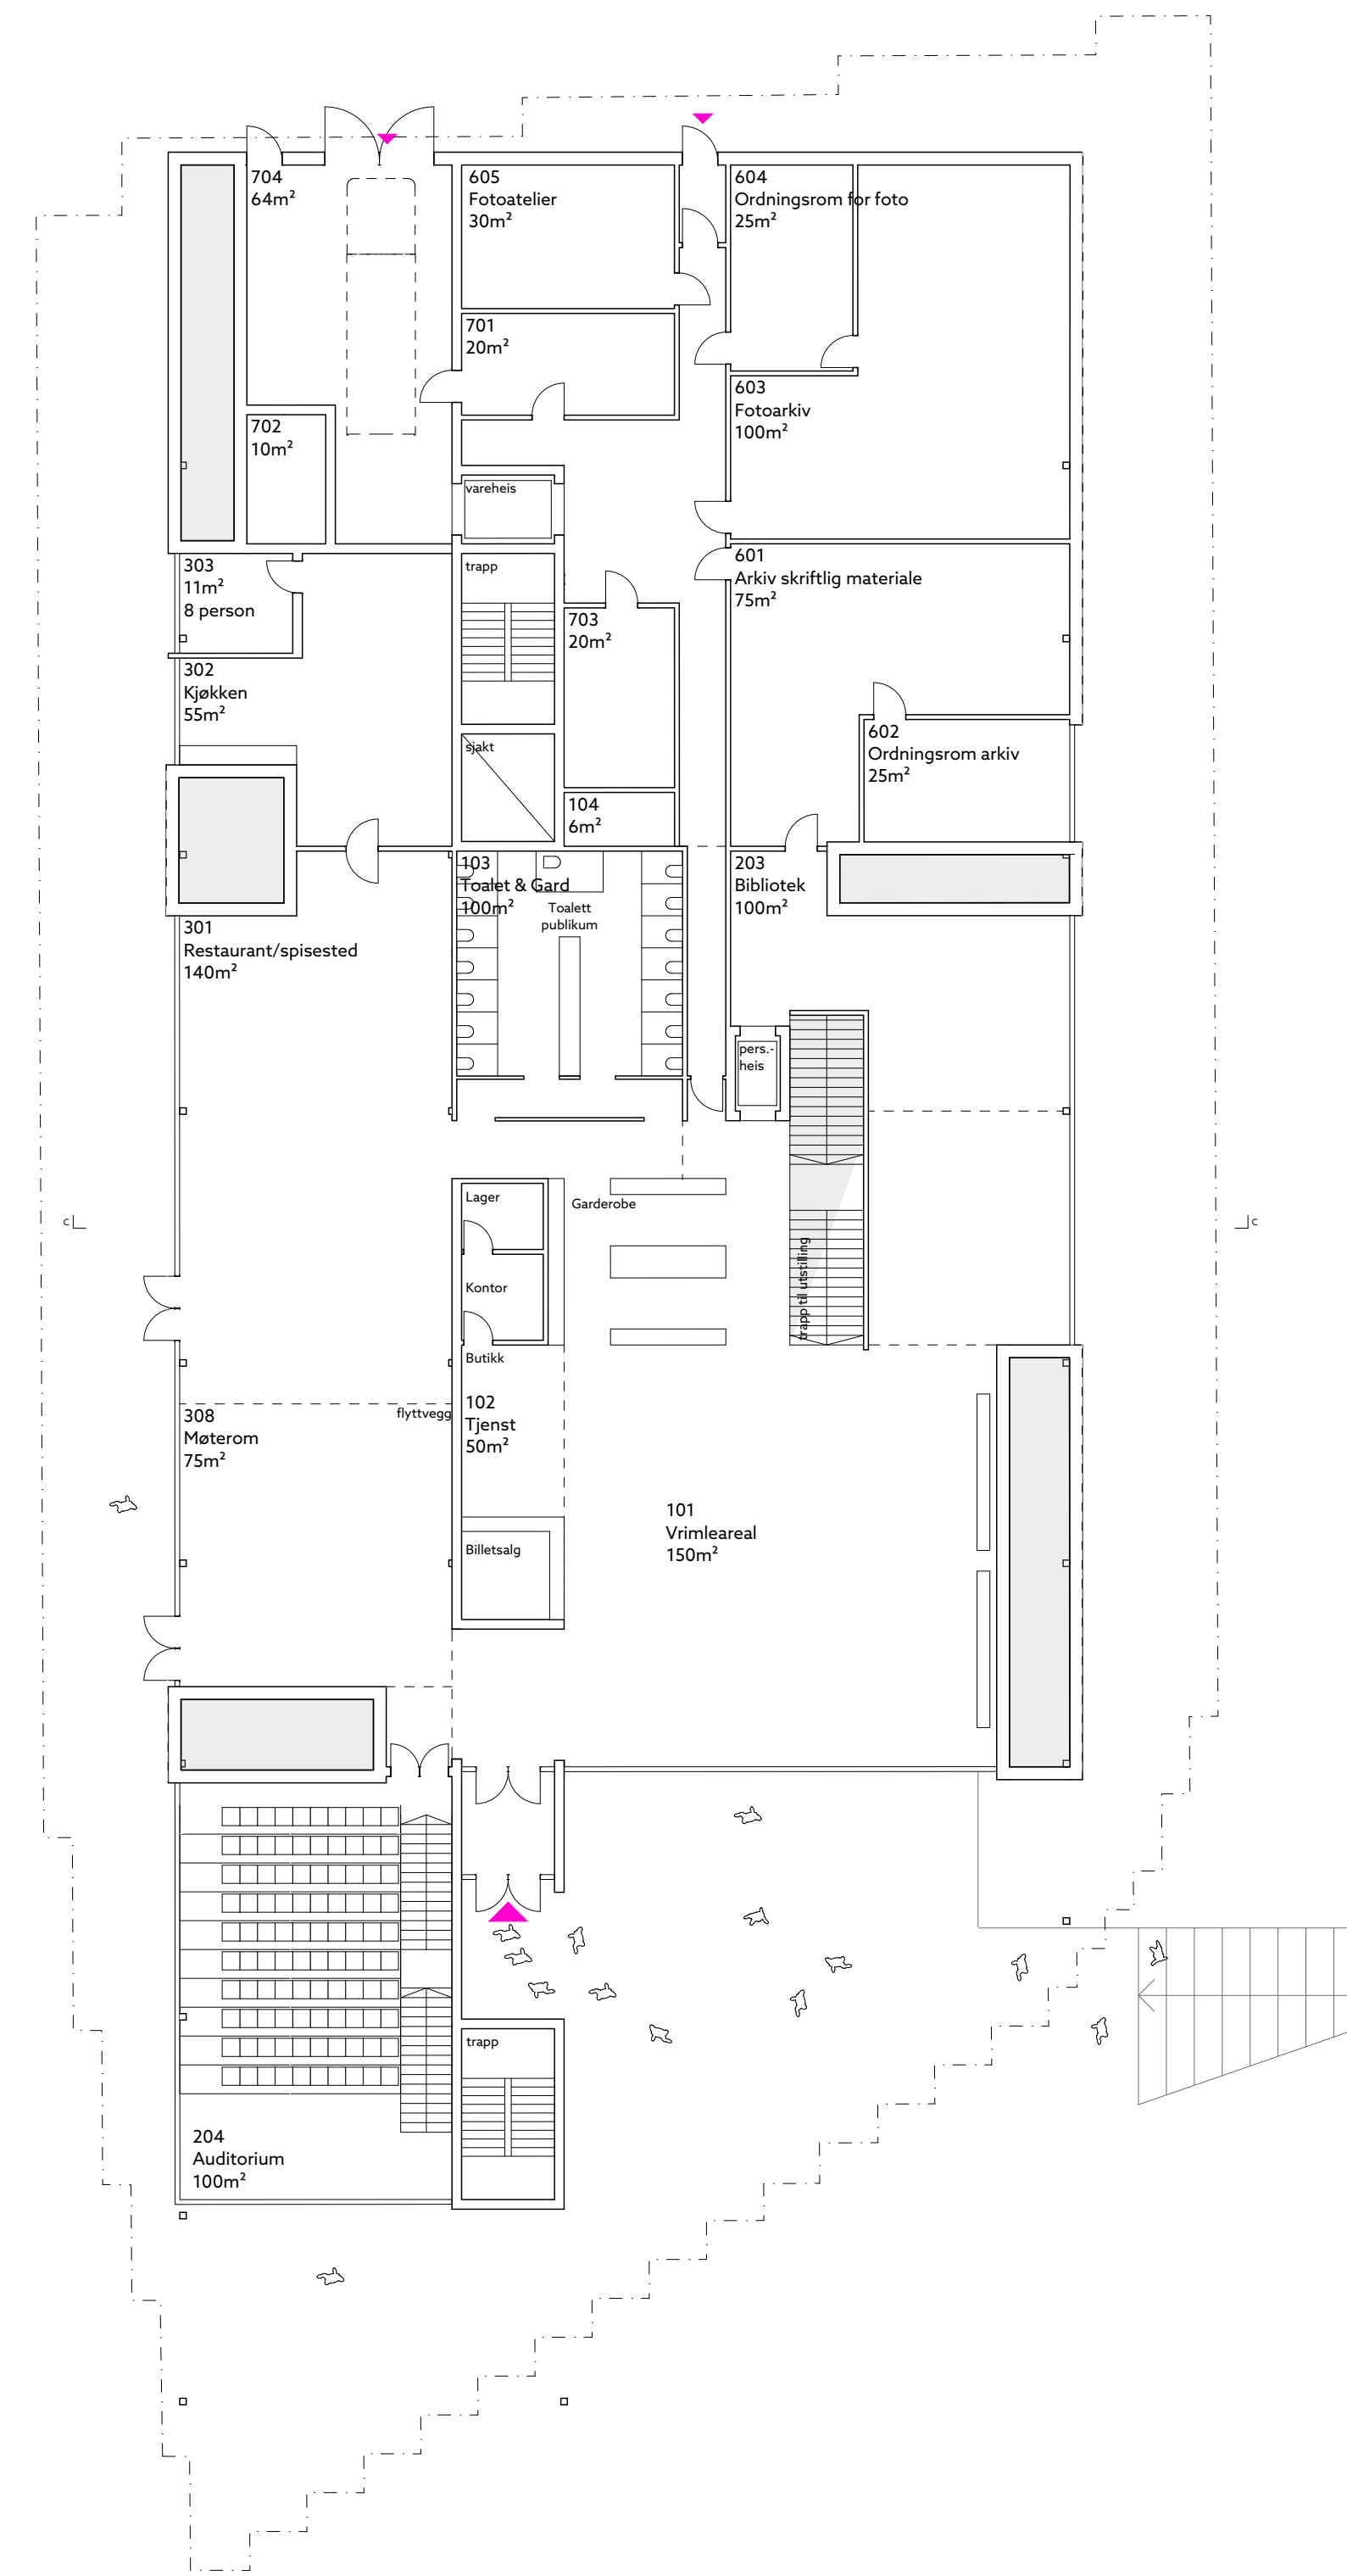 704
64m²
605
Fotoatelier
30m²
604
Ordningsrom for foto
25m²
701
20m²
603
Fotoarkiv
100m²
702
10m²
vareheis
303
11m²
8 person
trapp
601
Arkiv skriftlig materiale
75m²
703
20m²
302
Kjøkken
55m²
sjakt
602
Ordningsrom arkiv
25m²
104
6m²
103
Toalet & Gard
100m²
Toalett
publikum
203
Bibliotek
100m²
301
Restaurant/spisested
140m²
pers.-
heis
Lager
Garderobe
c
c
trapp til utstilling
Kontor
Butikk
102
Tjenst
50m²
flyttvegg
308
Møterom
75m²
101
Vrimleareal
150m²
Billetsalg
trapp
204
Auditorium
100m²